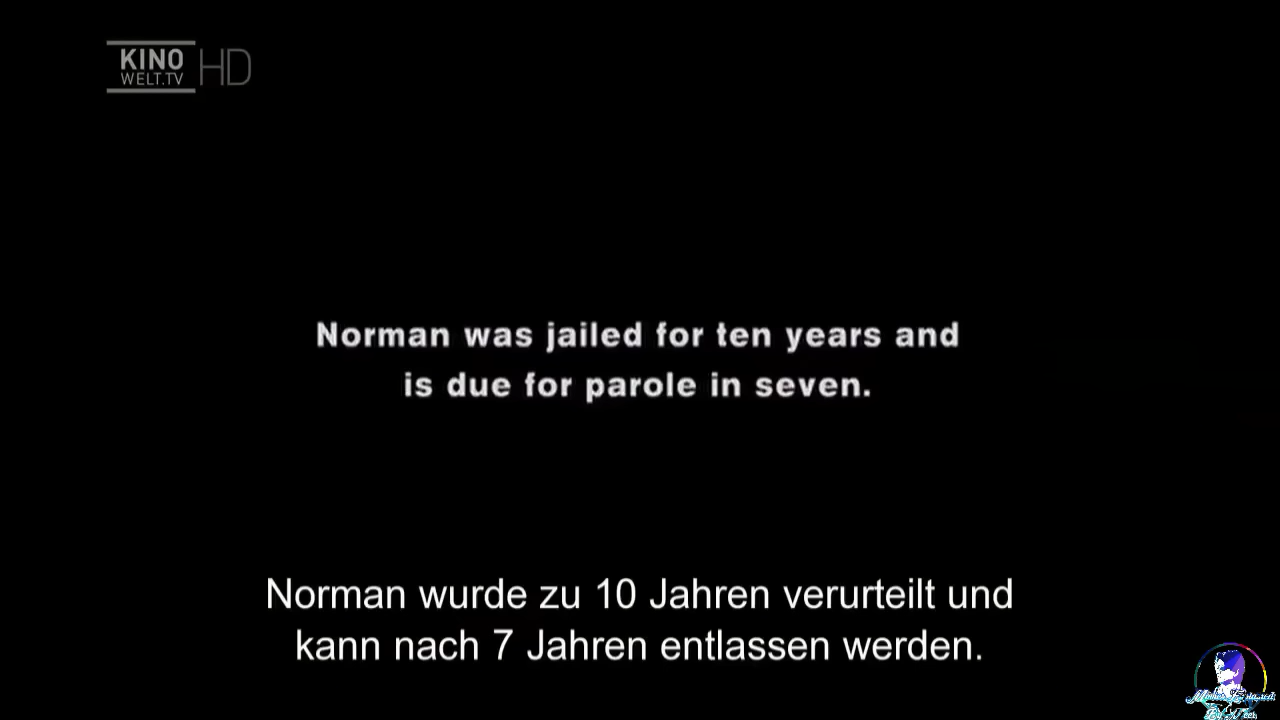 KINO
WELT.TV HD
Norman was jailed for ten years and
is due for parole in seven.
Norman wurde zu 10 Jahren verurteilt und
kann nach 7 Jahren entlassen werden.